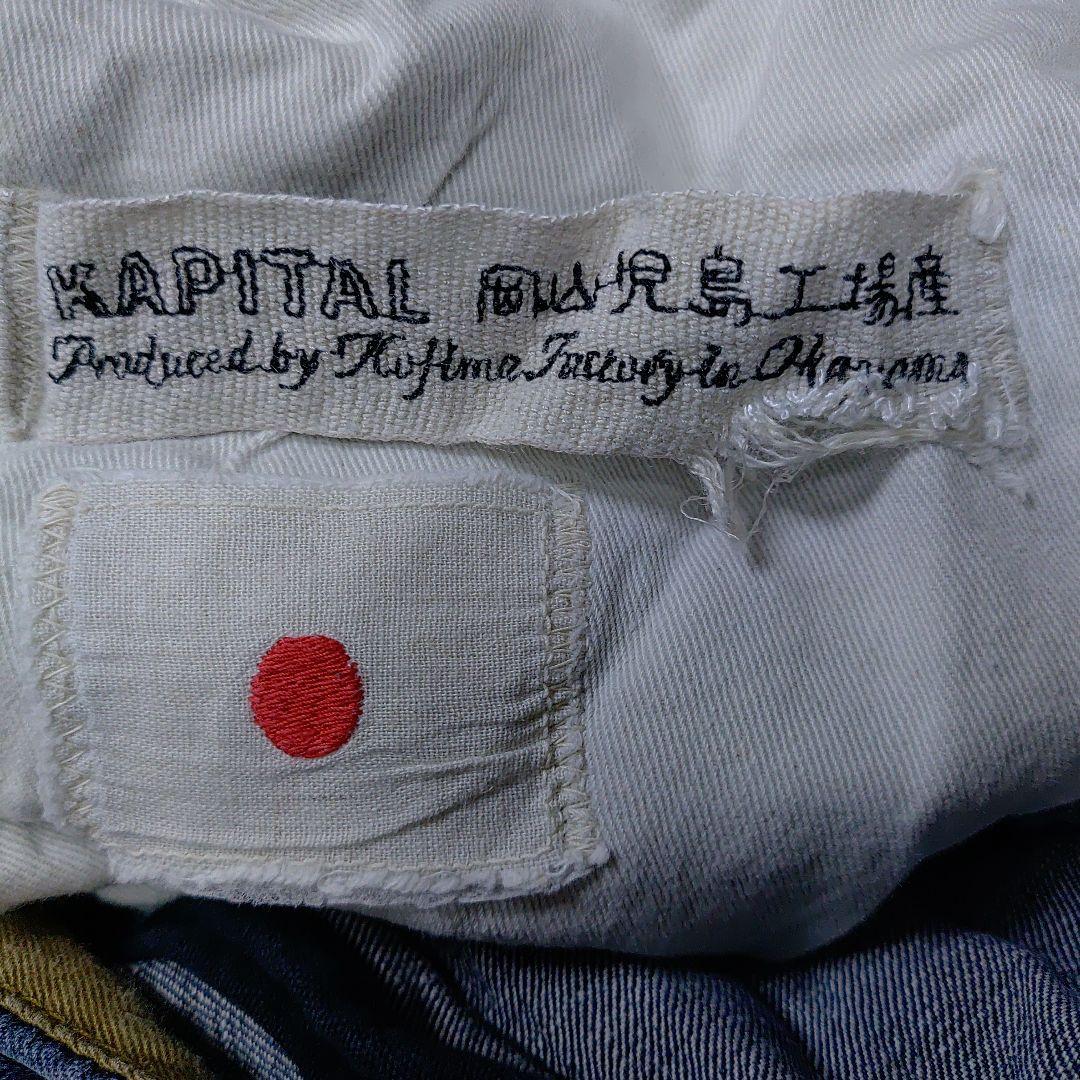 KAPITAL 岡山児島工場産
Produced by Kojima Factory in Okayama